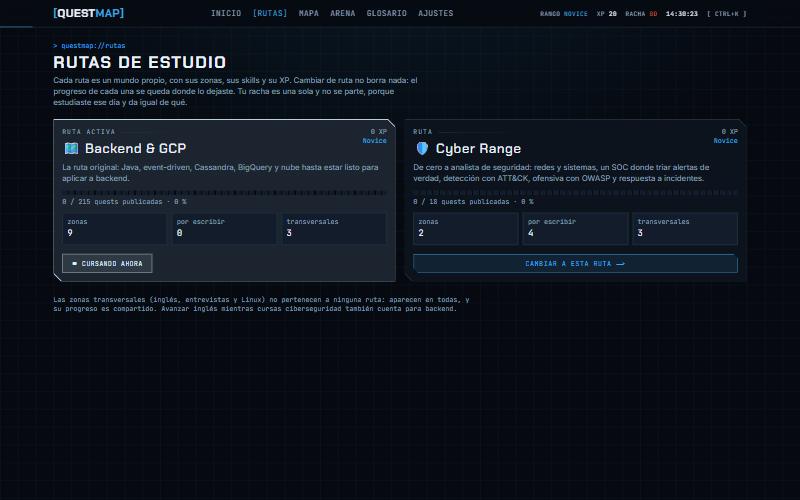 [QUESTMAP] INICIO [RUTAS] MAPA ARENA GLOSARIO AJUSTES RANGO NOVICE XP 20 RACHA 0D 14:30:23 [ CTRL+K ]
> questmap://rutas
RUTAS DE ESTUDIO
Cada ruta es un mundo propio, con sus zonas, sus skills y su XP. Cambiar de ruta no borra nada: el
progreso de cada una se queda donde lo dejaste. Tu racha es una sola y no se parte, porque
estudiaste ese día y da igual de qué.
RUTA ACTIVA 0 XP
Backend & GCP Novice
La ruta original: Java, event-driven, Cassandra, BigQuery y nube hasta estar listo para
aplicar a backend.
0 / 215 quests publicadas · 0 %
zonas por escribir transversales
9 0 3
CURSANDO AHORA
RUTA 0 XP
Cyber Range Novice
De cero a analista de seguridad: redes y sistemas, un SOC donde triar alertas de
verdad, detección con ATT&CK, ofensiva con OWASP y respuesta a incidentes.
0 / 18 quests publicadas · 0 %
zonas por escribir transversales
2 4 3
CAMBIAR A ESTA RUTA
Las zonas transversales (inglés, entrevistas y Linux) no pertenecen a ninguna ruta: aparecen en todas, y
su progreso es compartido. Avanzar inglés mientras cursas ciberseguridad también cuenta para backend.